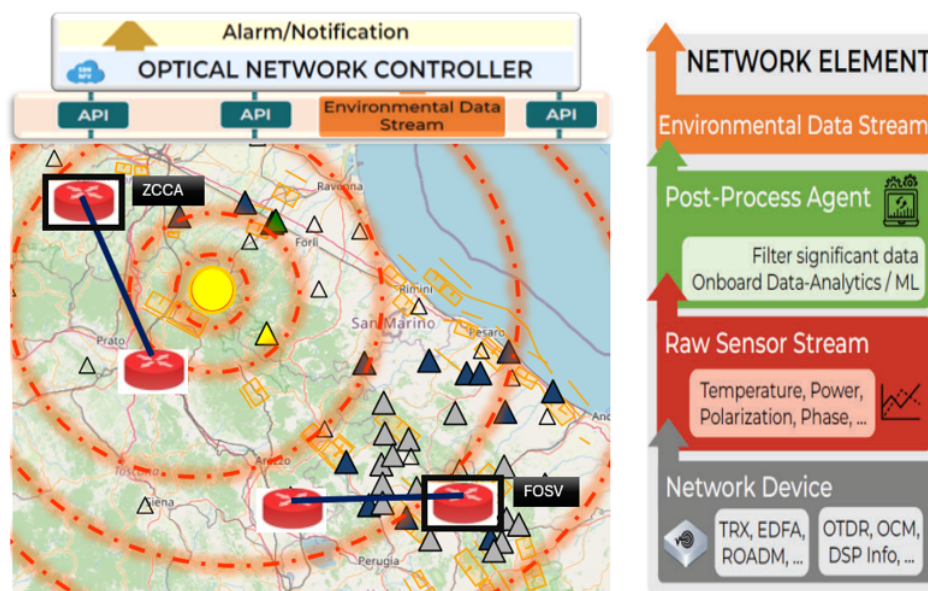 Alarm/Notification
OPTICAL NETWORK CONTROLLER
API
API
Environmental Data
Stream
API
ZCCA
Ravenna
Forlì
Rimini
San Marino
Pesaro
Prato
Arezzo
Toscana
Siena
Perugia
FOSV
NETWORK ELEMENT
Environmental Data Stream
Post-Process Agent
Filter significant data
Onboard Data-Analytics / ML
Raw Sensor Stream
Temperature, Power,
Polarization, Phase, ...
Network Device
TRX, EDFA,
ROADM, ...
OTDR, OCM,
DSP Info, ...